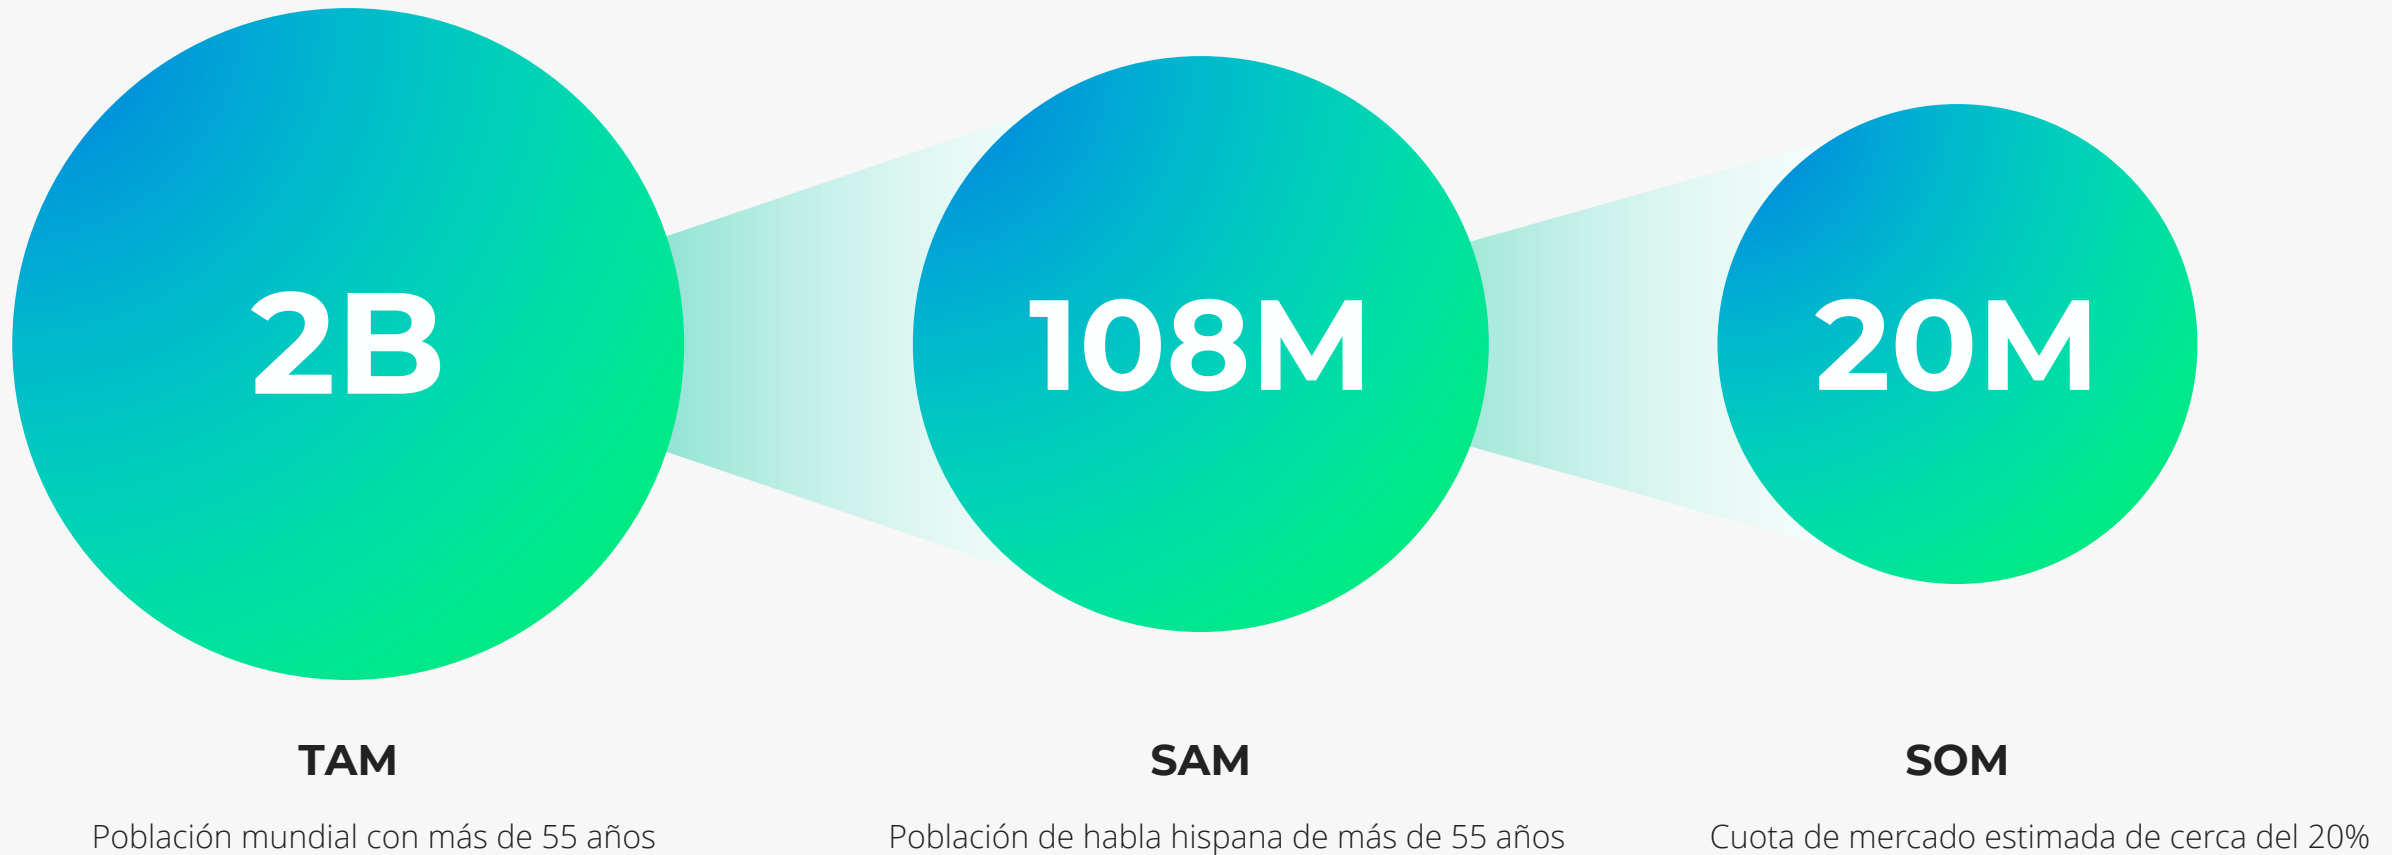 2B
108M
20M
TAM
SAM
SOM
Población mundial con más de 55 años
Población de habla hispana de más de 55 años
Cuota de mercado estimada de cerca del 20%